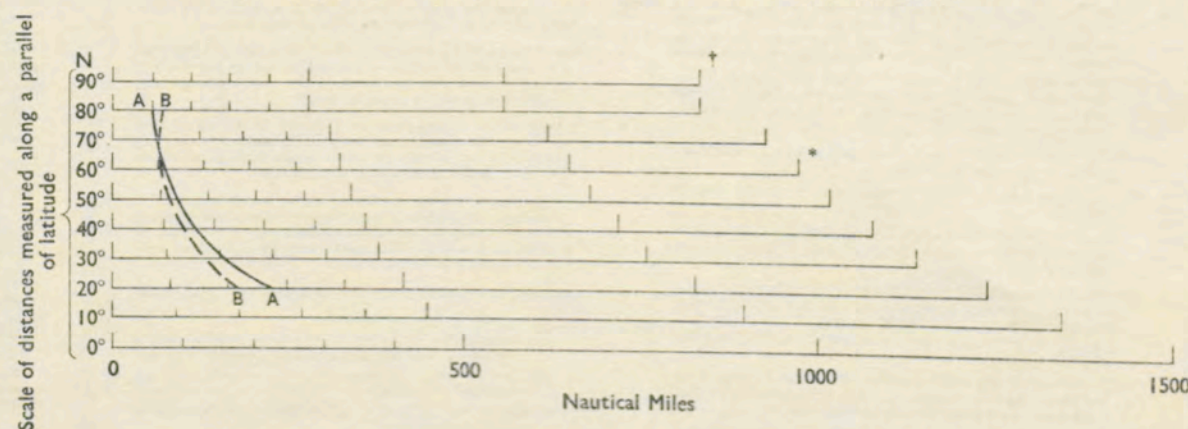 Scale of distances measured along a parallel
of latitude
N
†
90°
A B
80°
70°
*
60°
50°
40°
30°
20°
B A
10°
0°
0 500 1000 1500
Nautical Miles